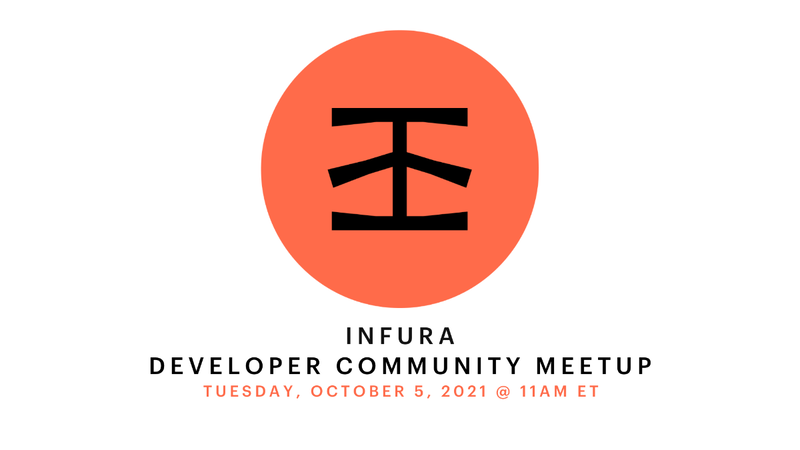 INFURA
DEVELOPER COMMUNITY MEETUP
TUESDAY, OCTOBER 5, 2021 @ 11AM ET